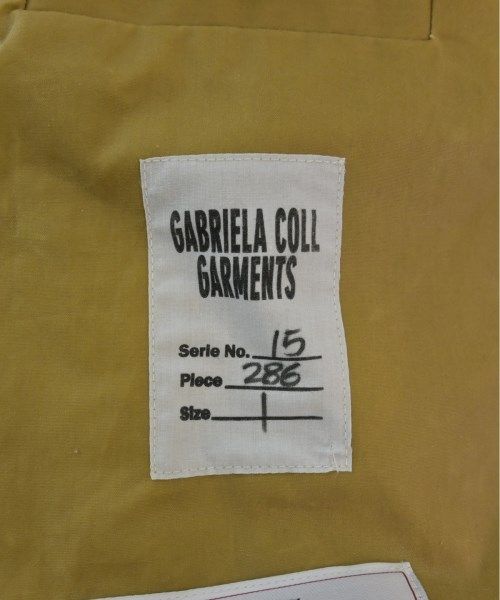 GABRIELA COLL
GARMENTS
Serie No. 15
Piece 286
Size 1